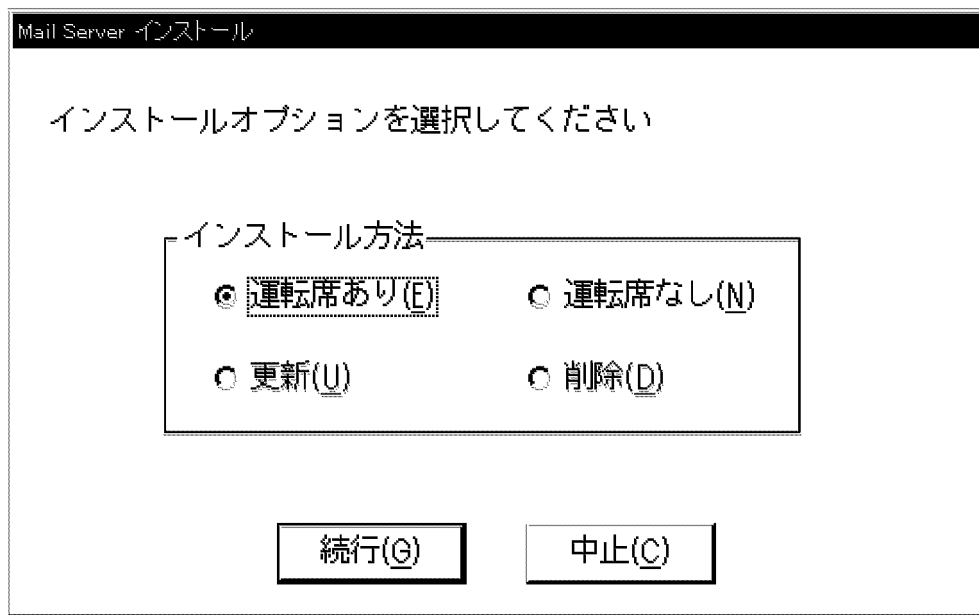 Mail Server インストール
インストールオプションを選択してください
インストール方法
運転席あり(E) 運転席なし(N)
更新(U) 削除(D)
続行(G) 中止(C)